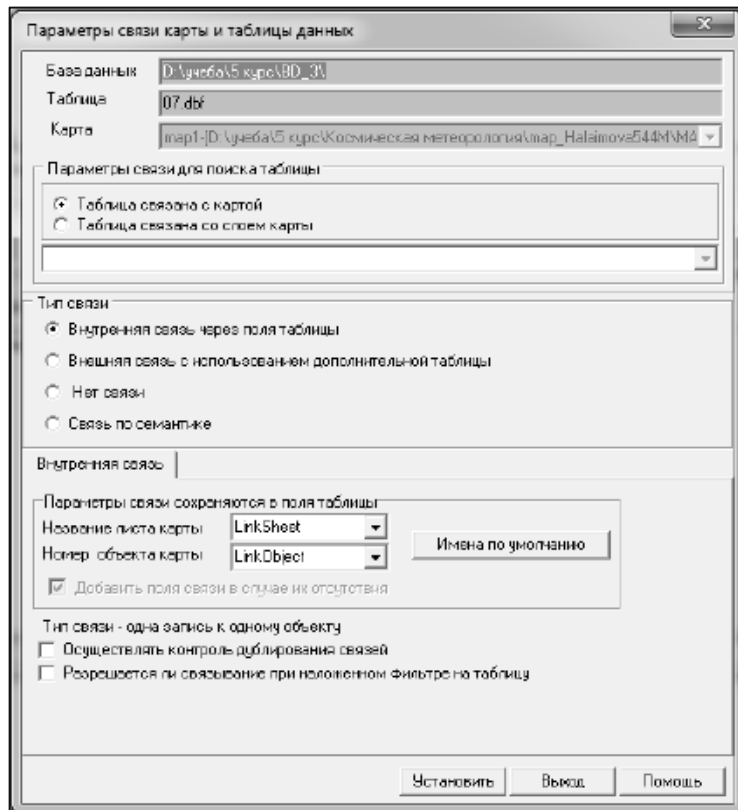 Параметры связи карты и таблицы данных
База данных D:\учеба\5 курс\BD_3\
Таблица 07.dbf
Карта map1-[D:\учеба\5 курс\Космическая метеорология\map_Halaimova544M\MA
Параметры связи для поиска таблицы
Таблица связана с картой
Таблица связана со слоем карты
Тип связи
Внутренняя связь через поля таблицы
Внешняя связь с использованием дополнительной таблицы
Нет связи
Связь по семантике
Внутренняя связь
Параметры связи сохраняются в поля таблицы
Название листа карты LinkSheet
Номер объекта карты LinkObject
Имена по умолчанию
Добавить поля связи в случае их отсутствия
Тип связи - одна запись к одному объекту
Осуществлять контроль дублирования связей
Разрешается ли связывание при наложенном фильтре на таблицу
Установить Выход Помощь